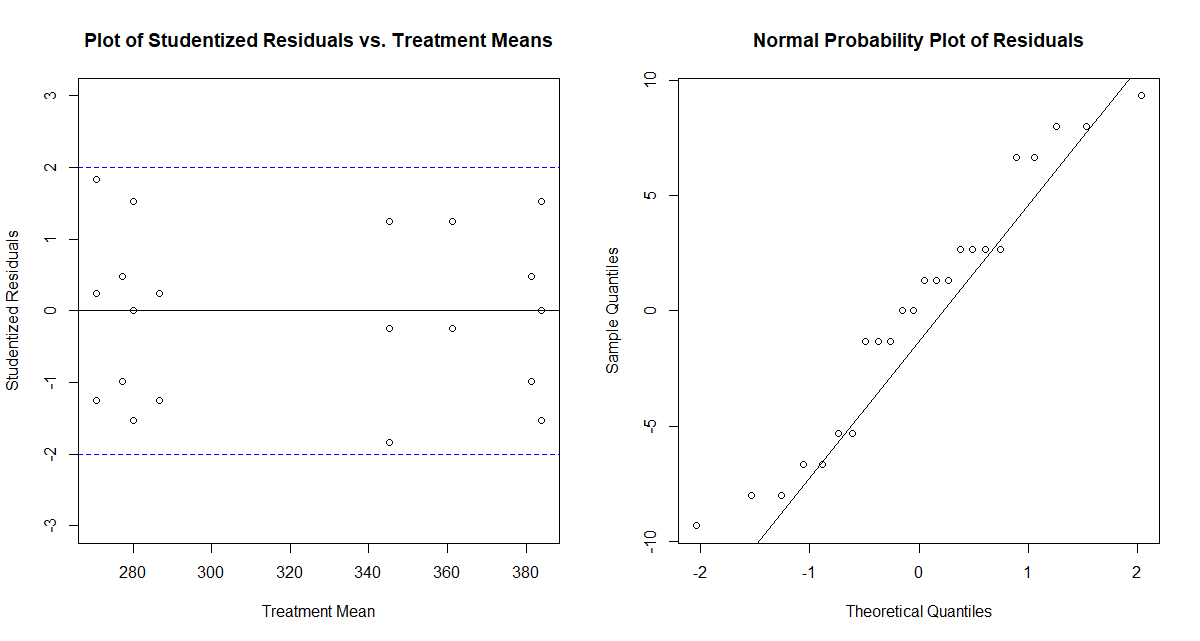 Plot of Studentized Residuals vs. Treatment Means
Studentized Residuals
3
2
1
0
-1
-2
-3
280 300 320 340 360 380
Treatment Mean
Normal Probability Plot of Residuals
Sample Quantiles
10
5
0
-5
-10
-2 -1 0 1 2
Theoretical Quantiles